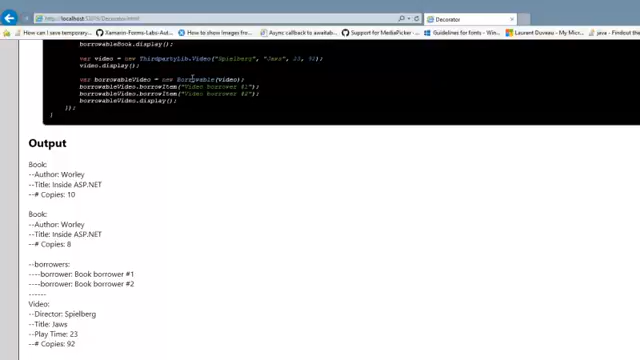 http://localhost:53316/Decorator.html
Decorator
How can I save temporary...
Xamarin-Forms-Labs-Aut...
How to show Images from...
Async callback to awaitab...
Support for MediaPicker ...
Guidelines for fonts (Wind...
Laurent Duveau - My Micr...
java - Findout the
borrowableBook.display();
var video = new Thirdpartylib.Video("Spielberg", "Jaws", 23, 92);
video.display();
var borrowableVideo = new Borrowable(video);
borrowableVideo.borrowItem("Video borrower #1");
borrowableVideo.borrowItem("Video borrower #2");
borrowableVideo.display();
});
}
Output
Book:
--Author: Worley
--Title: Inside ASP.NET
--# Copies: 10
Book:
--Author: Worley
--Title: Inside ASP.NET
--# Copies: 8
--borrowers:
----borrower: Book borrower #1
----borrower: Book borrower #2
------
Video:
--Director: Spielberg
--Title: Jaws
--Play Time: 23
--# Copies: 92